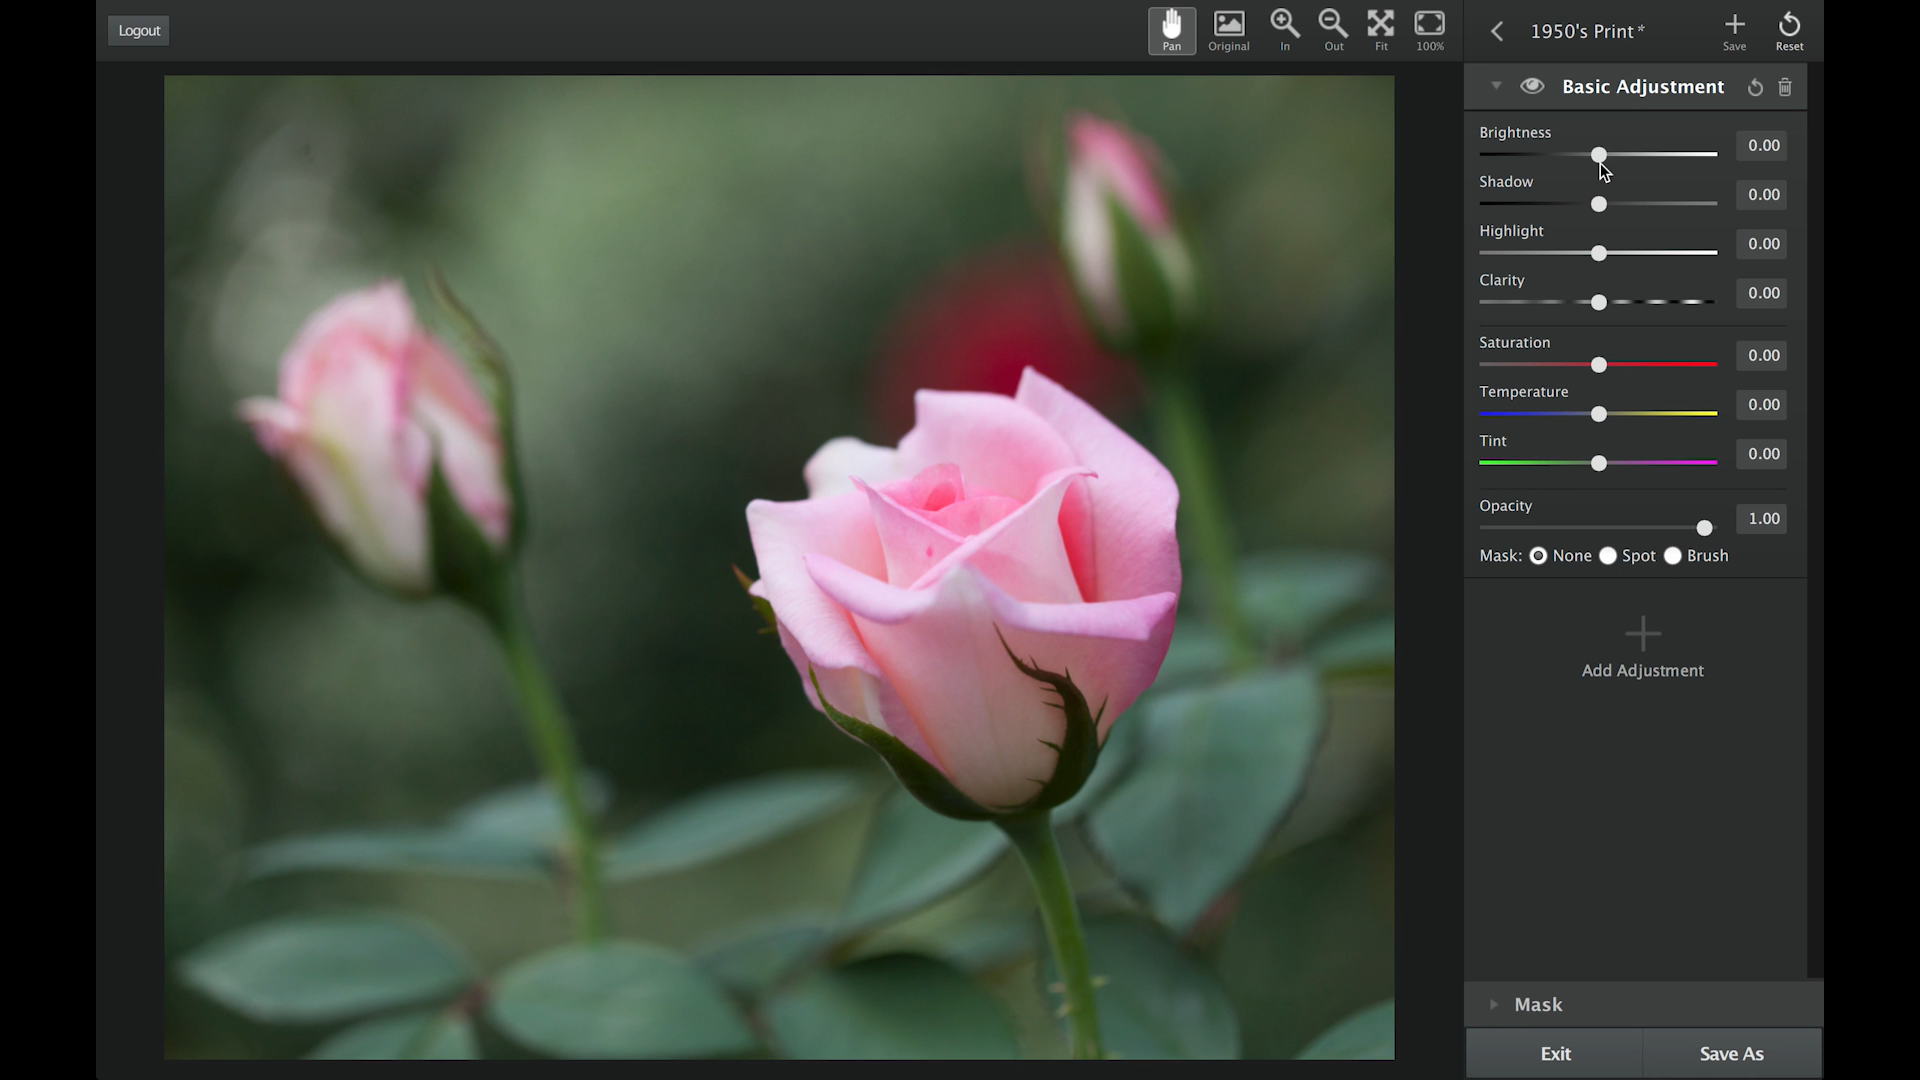 Logout
Pan
Original
In
Out
Fit
100%
1950's Print*
Save
Reset
Basic Adjustment
Brightness
0.00
Shadow
0.00
Highlight
0.00
Clarity
0.00
Saturation
0.00
Temperature
0.00
Tint
0.00
Opacity
1.00
Mask: None Spot Brush
Add Adjustment
Mask
Exit
Save As